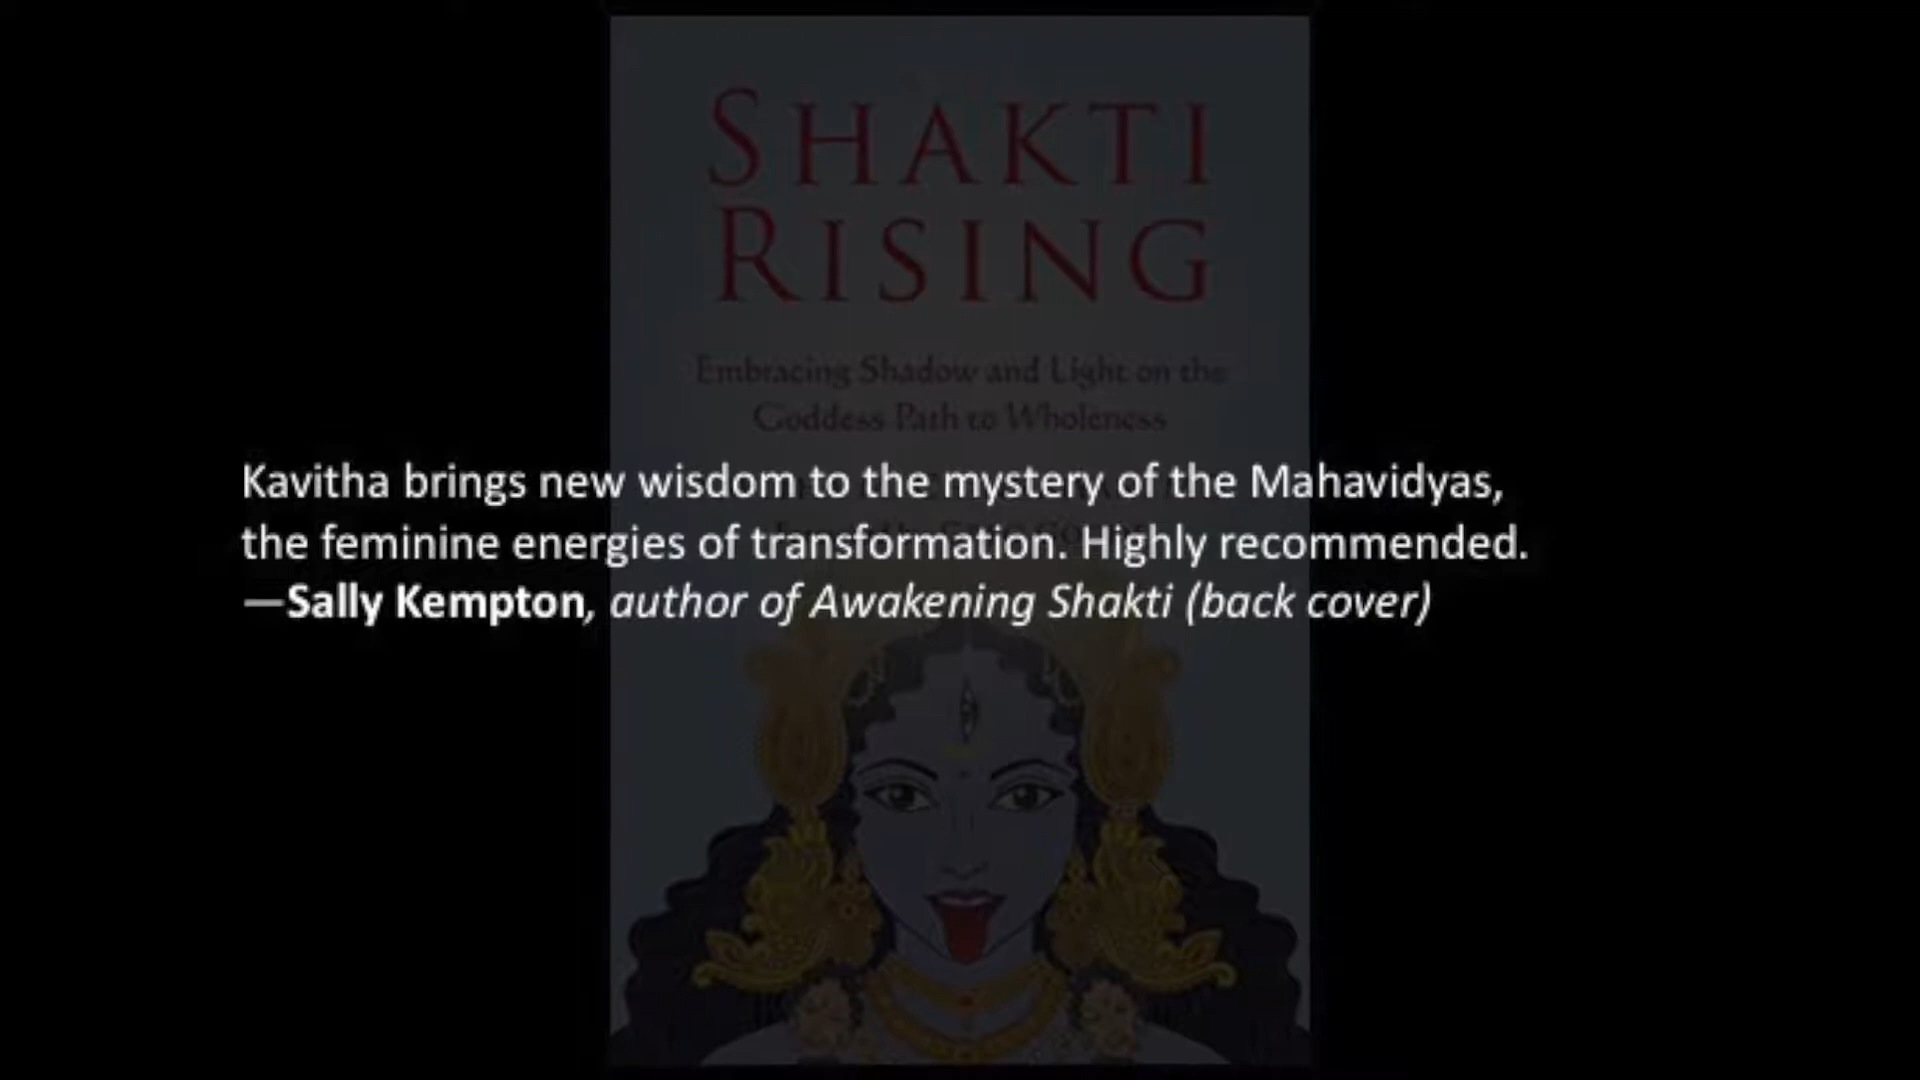 SHAKTI
RISING
Embracing Shadow and Light on the
Goddess Path to Wholeness
Kavitha brings new wisdom to the mystery of the Mahavidyas,
the feminine energies of transformation. Highly recommended.
—Sally Kempton, author of Awakening Shakti (back cover)